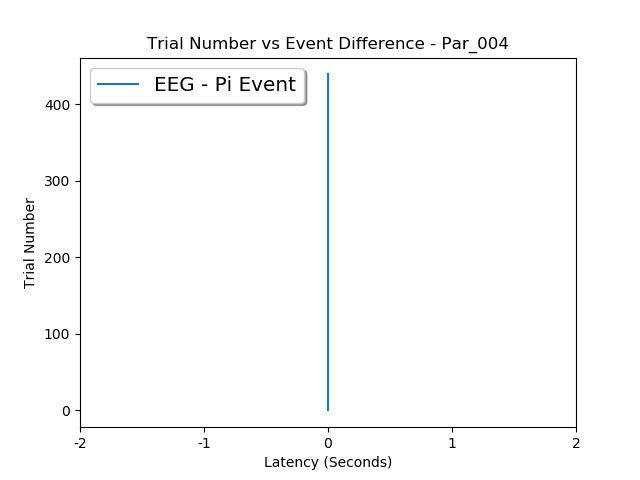 Trial Number vs Event Difference - Par_004
EEG - Pi Event
400
300
200
100
0
Trial Number
-2 -1 0 1 2
Latency (Seconds)